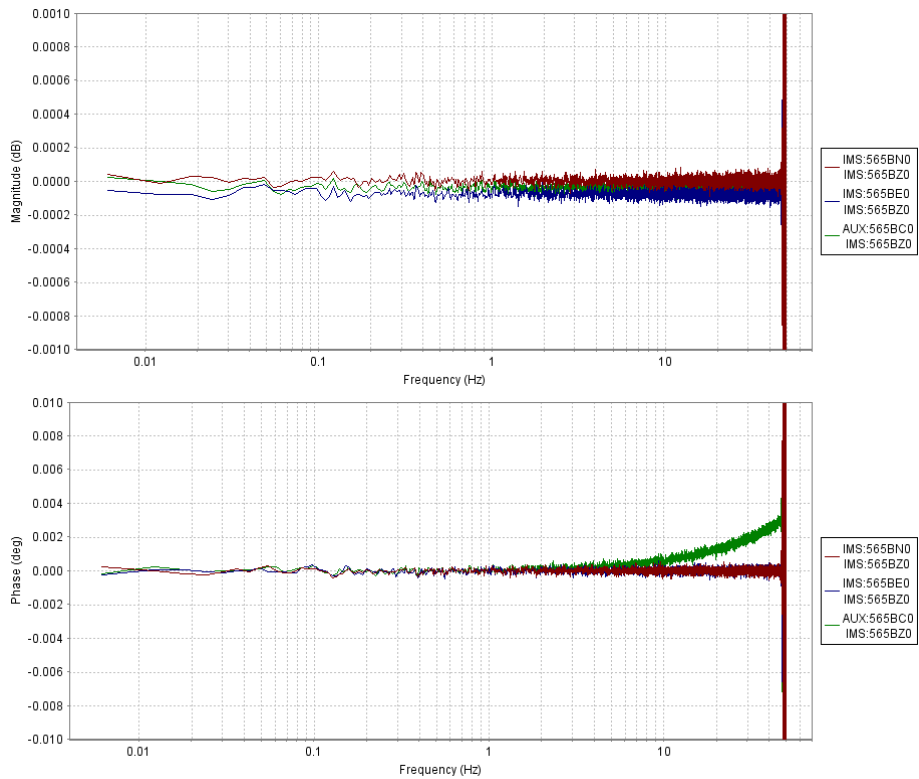 0.0010
0.0008
0.0006
0.0004
0.0002
0.0000
-0.0002
-0.0004
-0.0006
-0.0008
-0.0010
Magnitude (dB)
0.01
0.1
1
10
Frequency (Hz)
IMS:565BN0
IMS:565BZ0
IMS:565BE0
IMS:565BZ0
AUX:565BC0
IMS:565BZ0
0.010
0.008
0.006
0.004
0.002
0.000
-0.002
-0.004
-0.006
-0.008
-0.010
Phase (deg)
0.01
0.1
1
10
Frequency (Hz)
IMS:565BN0
IMS:565BZ0
IMS:565BE0
IMS:565BZ0
AUX:565BC0
IMS:565BZ0